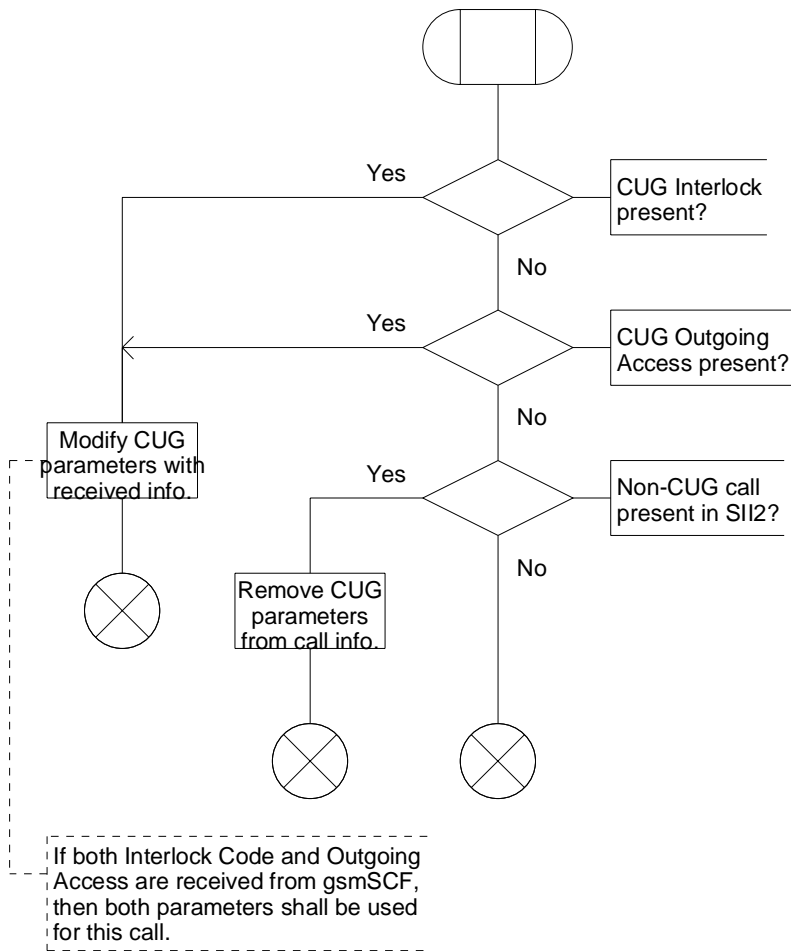 Yes
CUG Interlock
present?
No
Yes
CUG Outgoing
Access present?
No
Modify CUG
parameters with
received info.
Yes
Non-CUG call
present in SII2?
No
Remove CUG
parameters
from call info.
If both Interlock Code and Outgoing
Access are received from gsmSCF,
then both parameters shall be used
for this call.